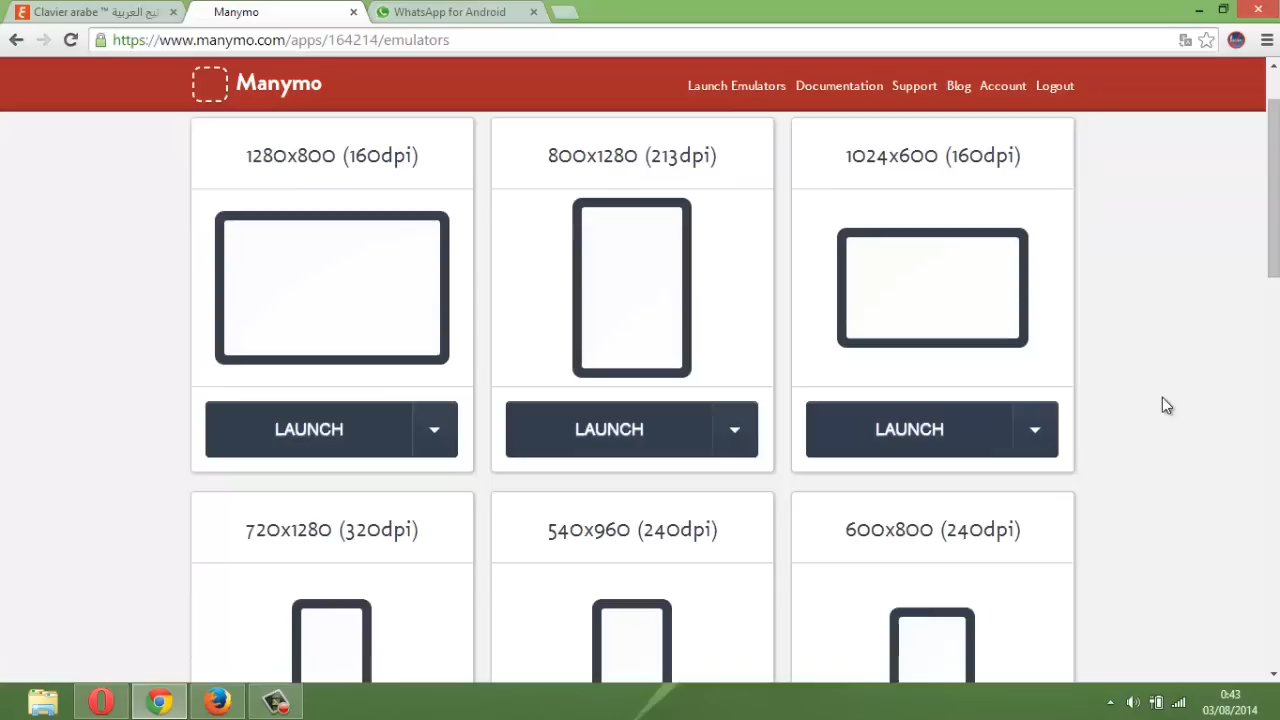 Clavier arabe ™ لوحة المفاتيح العربية
Manymo
WhatsApp for Android
https://www.manymo.com/apps/164214/emulators
Manymo
Launch Emulators Documentation Support Blog Account Logout
1280x800 (160dpi)
800x1280 (213dpi)
1024x600 (160dpi)
LAUNCH
LAUNCH
LAUNCH
720x1280 (320dpi)
540x960 (240dpi)
600x800 (240dpi)
0:43
03/08/2014